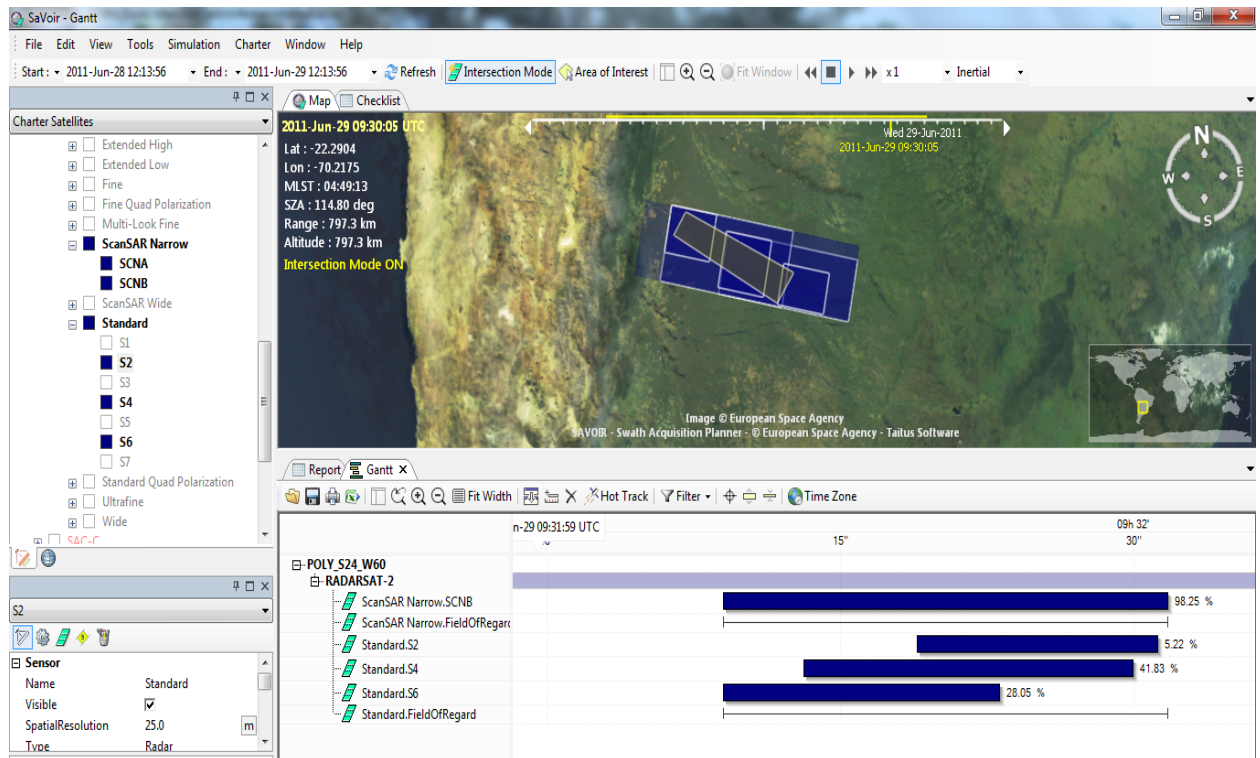 SaVoir - Gantt
File Edit View Tools Simulation Charter Window Help
Start : 2011-Jun-28 12:13:56 End : 2011-Jun-29 12:13:56 Refresh Intersection Mode Area of Interest Fit Window x1 Inertial
Map Checklist
Charter Satellites
Extended High
Extended Low
Fine
Fine Quad Polarization
Multi-Look Fine
ScanSAR Narrow
SCNA
SCNB
ScanSAR Wide
Standard
S1
S2
S3
S4
S5
S6
S7
Standard Quad Polarization
Ultrafine
Wide
SAC-C
2011-Jun-29 09:30:05 UTC
Lat : -22.2904
Lon : -70.2175
MLST : 04:49:13
SZA : 114.80 deg
Range : 797.3 km
Altitude : 797.3 km
Intersection Mode ON
Wed 29-Jun-2011
2011-Jun-29 09:30:05
N
W E
S
Image © European Space Agency
SAVOIR - Swath Acquisition Planner - © European Space Agency - Taitus Software
Report Gantt X
Fit Width Hot Track Filter Time Zone
n-29 09:31:59 UTC
09h 32'
15" 30"
POLY_S24_W60
RADARSAT-2
ScanSAR Narrow.SCNB 98.25 %
ScanSAR Narrow.FieldOfRegard
Standard.S2 5.22 %
Standard.S4 41.83 %
Standard.S6 28.05 %
Standard.FieldOfRegard
S2
Sensor
Name Standard
Visible
SpatialResolution 25.0 m
Type Radar